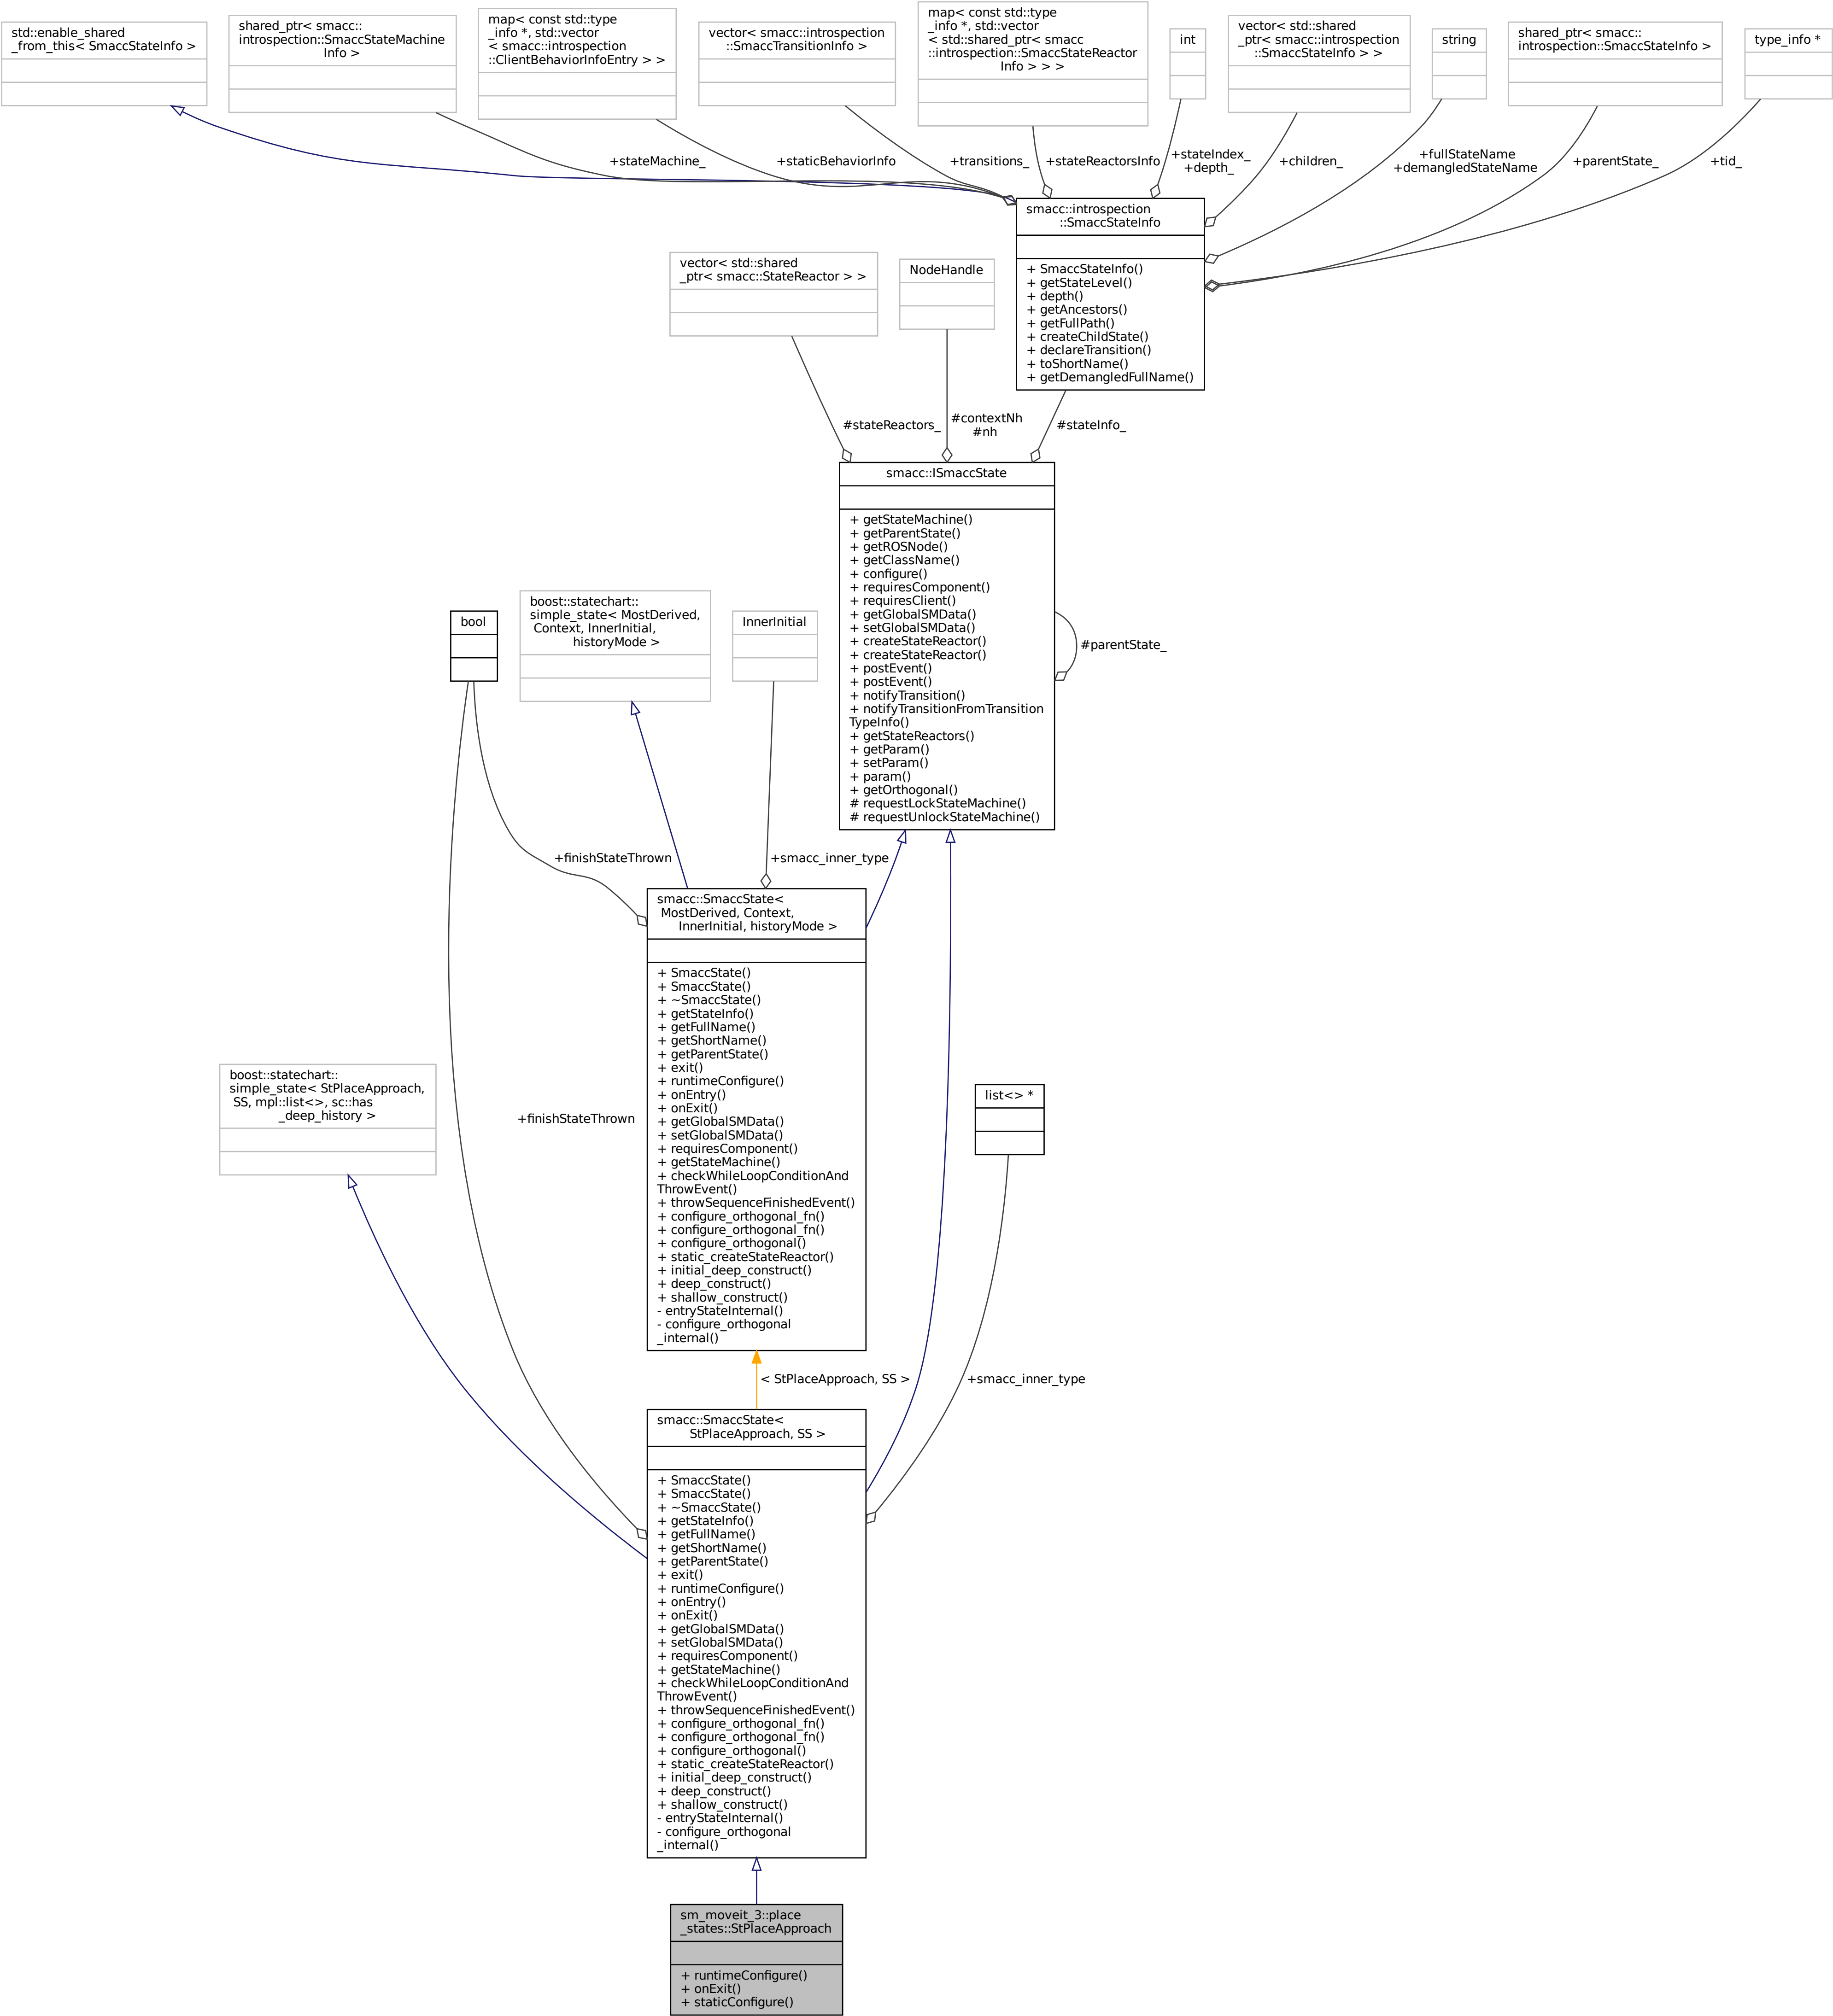 std::enable_shared
_from_this< SmaccStateInfo >
shared_ptr< smacc::
introspection::SmaccStateMachine
Info >
map< const std::type
_info *, std::vector
< smacc::introspection
::ClientBehaviorInfoEntry > >
vector< smacc::introspection
::SmaccTransitionInfo >
map< const std::type
_info *, std::vector
< std::shared_ptr< smacc
::introspection::SmaccStateReactor
Info > > >
int
vector< std::shared
_ptr< smacc::introspection
::SmaccStateInfo > >
string
shared_ptr< smacc::
introspection::SmaccStateInfo >
type_info *
+stateMachine_
+staticBehaviorInfo
+transitions_
+stateReactorsInfo
+stateIndex_
+depth_
+children_
+fullStateName
+demangledStateName
+parentState_
+tid_
smacc::introspection
::SmaccStateInfo
+ SmaccStateInfo()
+ getStateLevel()
+ depth()
+ getAncestors()
+ getFullPath()
+ createChildState()
+ declareTransition()
+ toShortName()
+ getDemangledFullName()
vector< std::shared
_ptr< smacc::StateReactor > >
NodeHandle
#stateReactors_
#contextNh
#nh
#stateInfo_
smacc::ISmaccState
+ getStateMachine()
+ getParentState()
+ getROSNode()
+ getClassName()
+ configure()
+ requiresComponent()
+ requiresClient()
+ getGlobalSMData()
+ setGlobalSMData()
+ createStateReactor()
+ createStateReactor()
+ postEvent()
+ postEvent()
+ notifyTransition()
+ notifyTransitionFromTransition
TypeInfo()
+ getStateReactors()
+ getParam()
+ setParam()
+ param()
+ getOrthogonal()
# requestLockStateMachine()
# requestUnlockStateMachine()
#parentState_
bool
boost::statechart::
simple_state< MostDerived,
Context, InnerInitial,
historyMode >
InnerInitial
+finishStateThrown
+smacc_inner_type
smacc::SmaccState<
MostDerived, Context,
InnerInitial, historyMode >
+ SmaccState()
+ SmaccState()
+ ~SmaccState()
+ getStateInfo()
+ getFullName()
+ getShortName()
+ getParentState()
+ exit()
+ runtimeConfigure()
+ onEntry()
+ onExit()
+ getGlobalSMData()
+ setGlobalSMData()
+ requiresComponent()
+ getStateMachine()
+ checkWhileLoopConditionAnd
ThrowEvent()
+ throwSequenceFinishedEvent()
+ configure_orthogonal_fn()
+ configure_orthogonal_fn()
+ configure_orthogonal()
+ static_createStateReactor()
+ initial_deep_construct()
+ deep_construct()
+ shallow_construct()
- entryStateInternal()
- configure_orthogonal
_internal()
boost::statechart::
simple_state< StPlaceApproach,
SS, mpl::list<>, sc::has
_deep_history >
+finishStateThrown
list<> *
< StPlaceApproach, SS >
+smacc_inner_type
smacc::SmaccState<
StPlaceApproach, SS >
+ SmaccState()
+ SmaccState()
+ ~SmaccState()
+ getStateInfo()
+ getFullName()
+ getShortName()
+ getParentState()
+ exit()
+ runtimeConfigure()
+ onEntry()
+ onExit()
+ getGlobalSMData()
+ setGlobalSMData()
+ requiresComponent()
+ getStateMachine()
+ checkWhileLoopConditionAnd
ThrowEvent()
+ throwSequenceFinishedEvent()
+ configure_orthogonal_fn()
+ configure_orthogonal_fn()
+ configure_orthogonal()
+ static_createStateReactor()
+ initial_deep_construct()
+ deep_construct()
+ shallow_construct()
- entryStateInternal()
- configure_orthogonal
_internal()
sm_moveit_3::place
_states::StPlaceApproach
+ runtimeConfigure()
+ onExit()
+ staticConfigure()